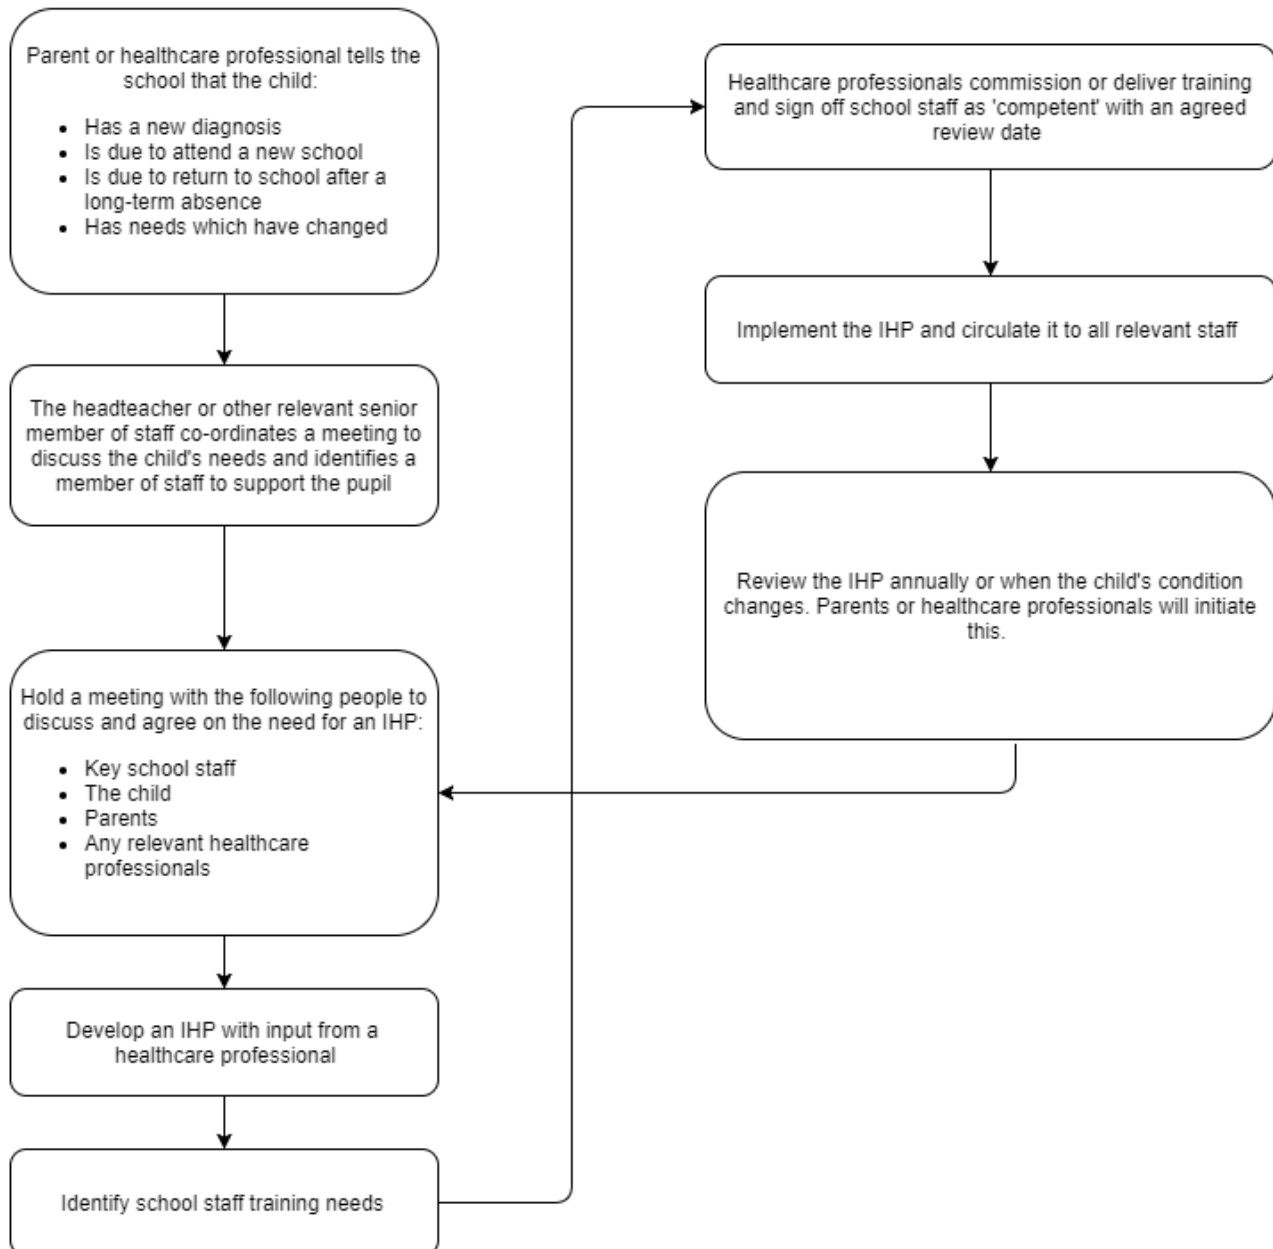 Parent or healthcare professional tells the
school that the child:
• Has a new diagnosis
• Is due to attend a new school
• Is due to return to school after a
long-term absence
• Has needs which have changed
The headteacher or other relevant senior
member of staff co-ordinates a meeting to
discuss the child's needs and identifies a
member of staff to support the pupil
Hold a meeting with the following people to
discuss and agree on the need for an IHP:
• Key school staff
• The child
• Parents
• Any relevant healthcare
professionals
Develop an IHP with input from a
healthcare professional
Identify school staff training needs
Healthcare professionals commission or deliver training
and sign off school staff as 'competent' with an agreed
review date
Implement the IHP and circulate it to all relevant staff
Review the IHP annually or when the child's condition
changes. Parents or healthcare professionals will initiate
this.